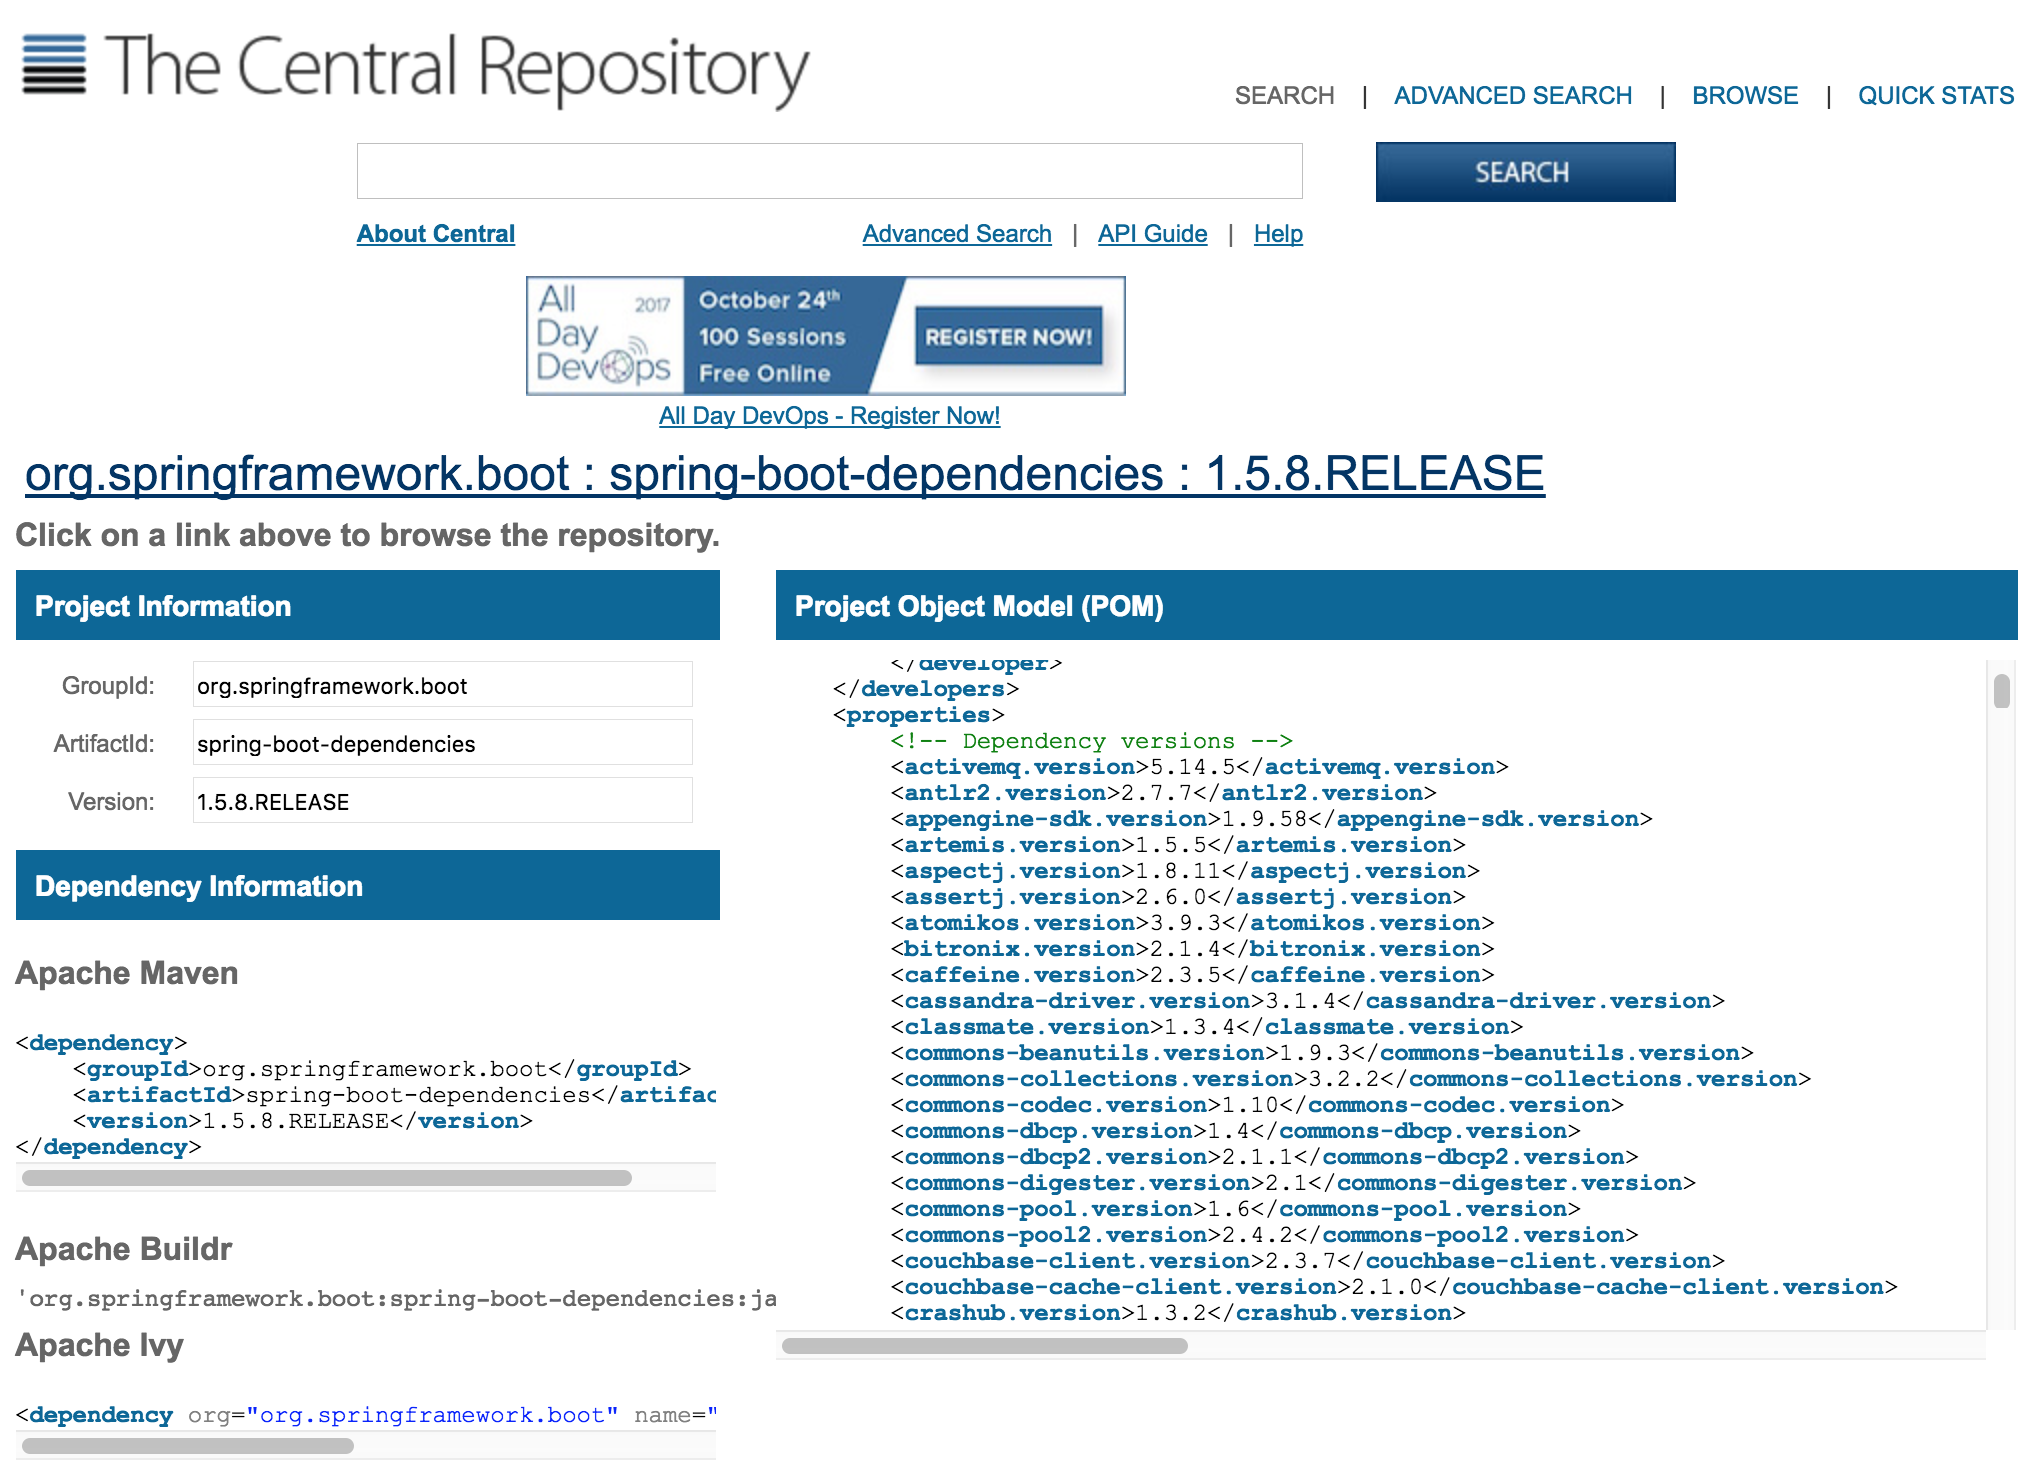 The Central Repository
SEARCH | ADVANCED SEARCH | BROWSE | QUICK STATS
SEARCH
About Central
Advanced Search | API Guide | Help
All Day DevOps 2017
October 24th
100 Sessions
Free Online
REGISTER NOW!
All Day DevOps - Register Now!
org.springframework.boot : spring-boot-dependencies : 1.5.8.RELEASE
Click on a link above to browse the repository.
Project Information
GroupId: org.springframework.boot
ArtifactId: spring-boot-dependencies
Version: 1.5.8.RELEASE
Dependency Information
Apache Maven
<dependency>
    <groupId>org.springframework.boot</groupId>
    <artifactId>spring-boot-dependencies</artifac
    <version>1.5.8.RELEASE</version>
</dependency>
Apache Buildr
'org.springframework.boot:spring-boot-dependencies:ja
Apache Ivy
<dependency org="org.springframework.boot" name="
Project Object Model (POM)
        </developer>
    </developers>
    <properties>
        <!-- Dependency versions -->
        <activemq.version>5.14.5</activemq.version>
        <antlr2.version>2.7.7</antlr2.version>
        <appengine-sdk.version>1.9.58</appengine-sdk.version>
        <artemis.version>1.5.5</artemis.version>
        <aspectj.version>1.8.11</aspectj.version>
        <assertj.version>2.6.0</assertj.version>
        <atomikos.version>3.9.3</atomikos.version>
        <bitronix.version>2.1.4</bitronix.version>
        <caffeine.version>2.3.5</caffeine.version>
        <cassandra-driver.version>3.1.4</cassandra-driver.version>
        <classmate.version>1.3.4</classmate.version>
        <commons-beanutils.version>1.9.3</commons-beanutils.version>
        <commons-collections.version>3.2.2</commons-collections.version>
        <commons-codec.version>1.10</commons-codec.version>
        <commons-dbcp.version>1.4</commons-dbcp.version>
        <commons-dbcp2.version>2.1.1</commons-dbcp2.version>
        <commons-digester.version>2.1</commons-digester.version>
        <commons-pool.version>1.6</commons-pool.version>
        <commons-pool2.version>2.4.2</commons-pool2.version>
        <couchbase-client.version>2.3.7</couchbase-client.version>
        <couchbase-cache-client.version>2.1.0</couchbase-cache-client.version>
        <crashub.version>1.3.2</crashub.version>